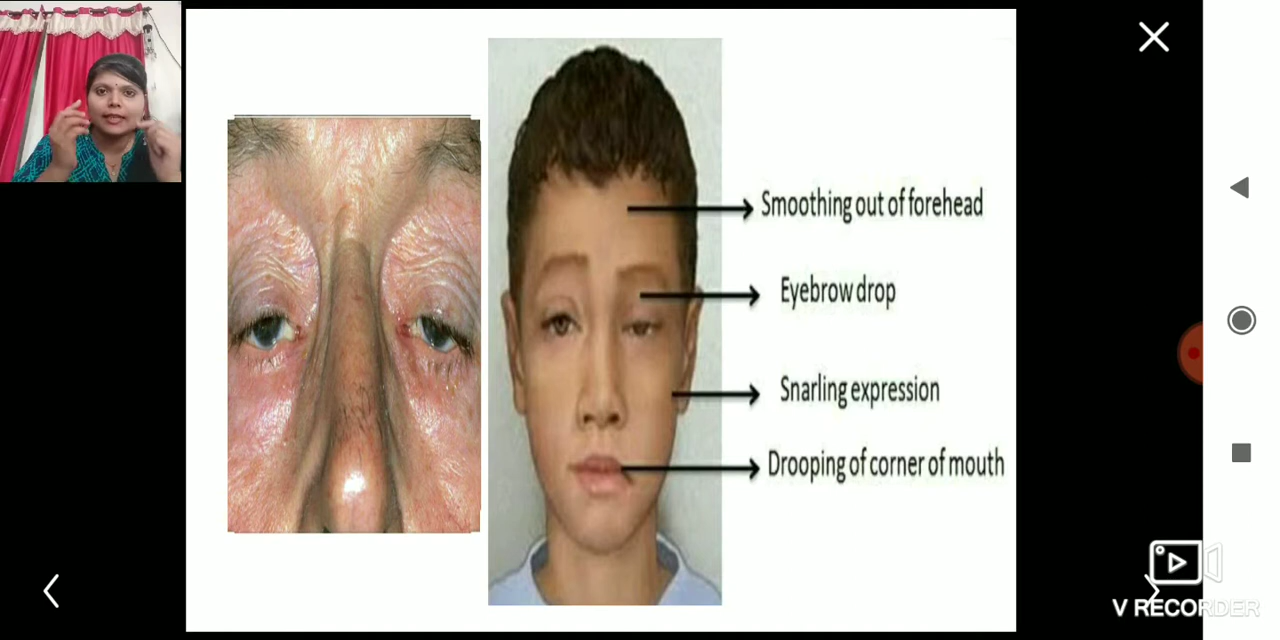 Smoothing out of forehead
Eyebrow drop
Snarling expression
Drooping of corner of mouth
V RECORDER